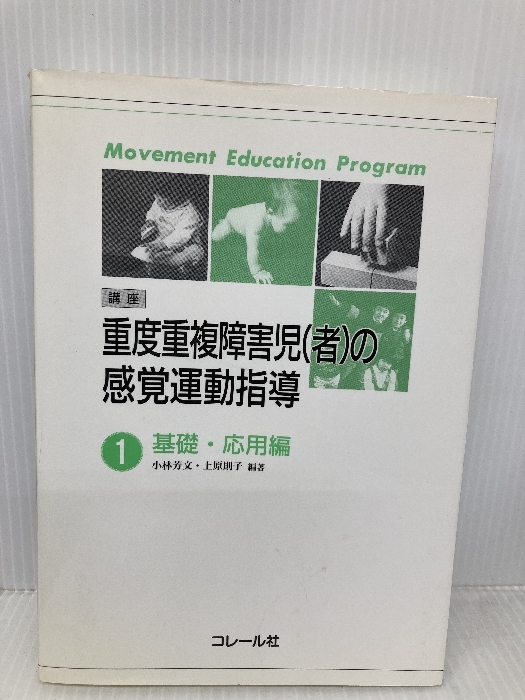 Movement Education Program
講座
重度重複障害児(者)の
感覚運動指導
1 基礎・応用編
小林芳文・上原則子 編著
コレール社